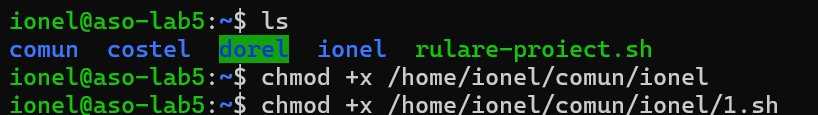 ionel@aso-lab5:~$ ls
comun  costel  dorel  ionel  rulare-proiect.sh
ionel@aso-lab5:~$ chmod +x /home/ionel/comun/ionel
ionel@aso-lab5:~$ chmod +x /home/ionel/comun/ionel/1.sh